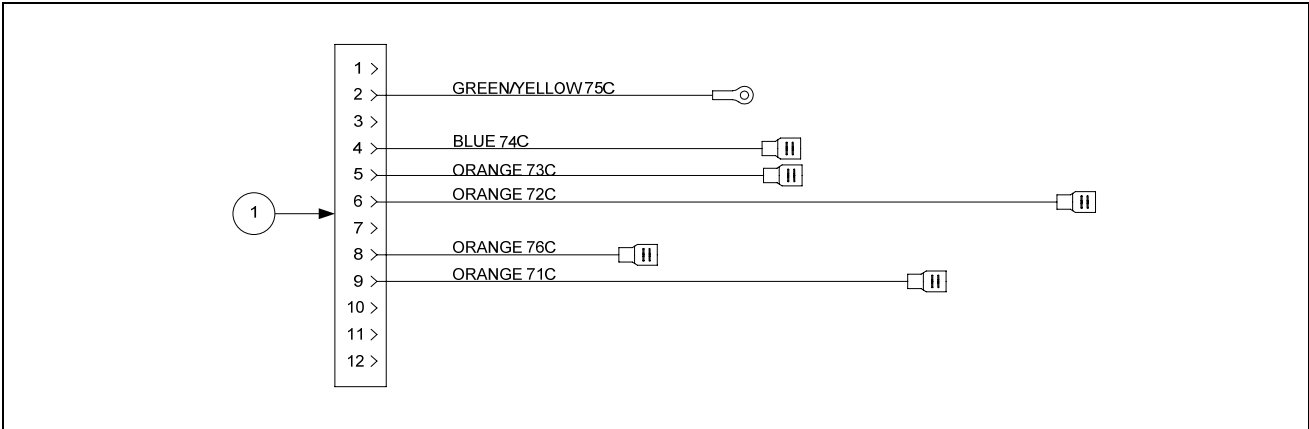 1
2 GREEN/YELLOW 75C
3
4 BLUE 74C
5 ORANGE 73C
6 ORANGE 72C
1
7
8 ORANGE 76C
9 ORANGE 71C
10
11
12